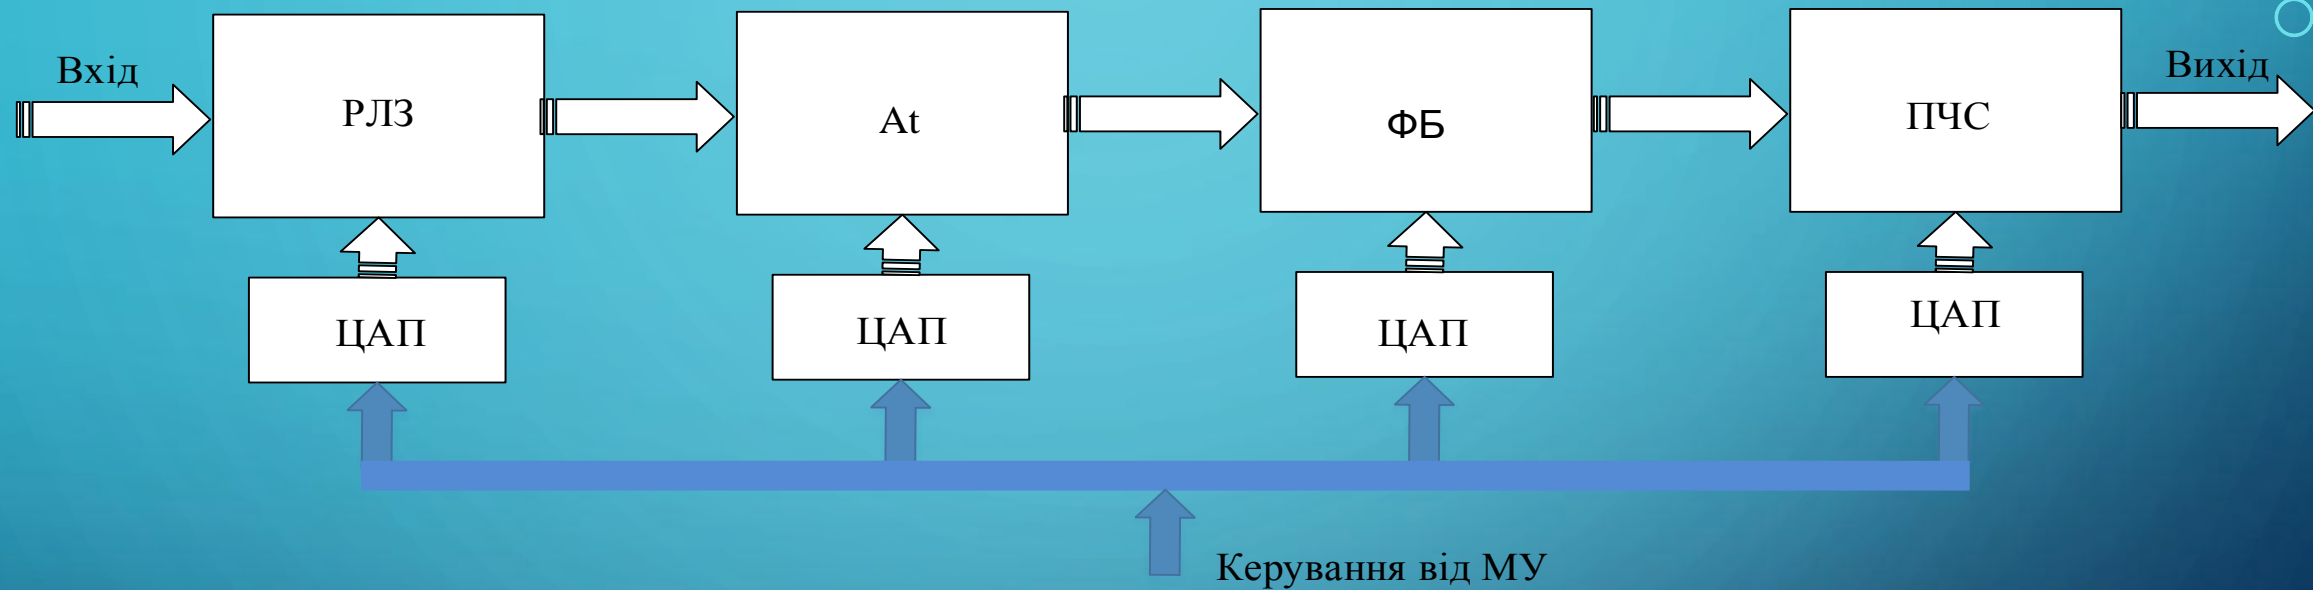 Вхід
РЛЗ
At
ФБ
ПЧС
Вихід
ЦАП
ЦАП
ЦАП
ЦАП
Керування від МУ